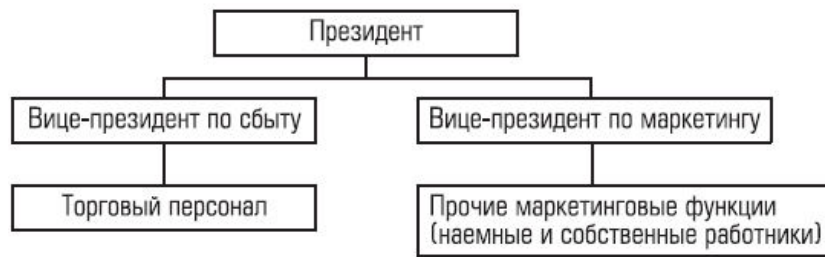 Президент
Вице-президент по сбыту
Вице-президент по маркетингу
Торговый персонал
Прочие маркетинговые функции
(наемные и собственные работники)